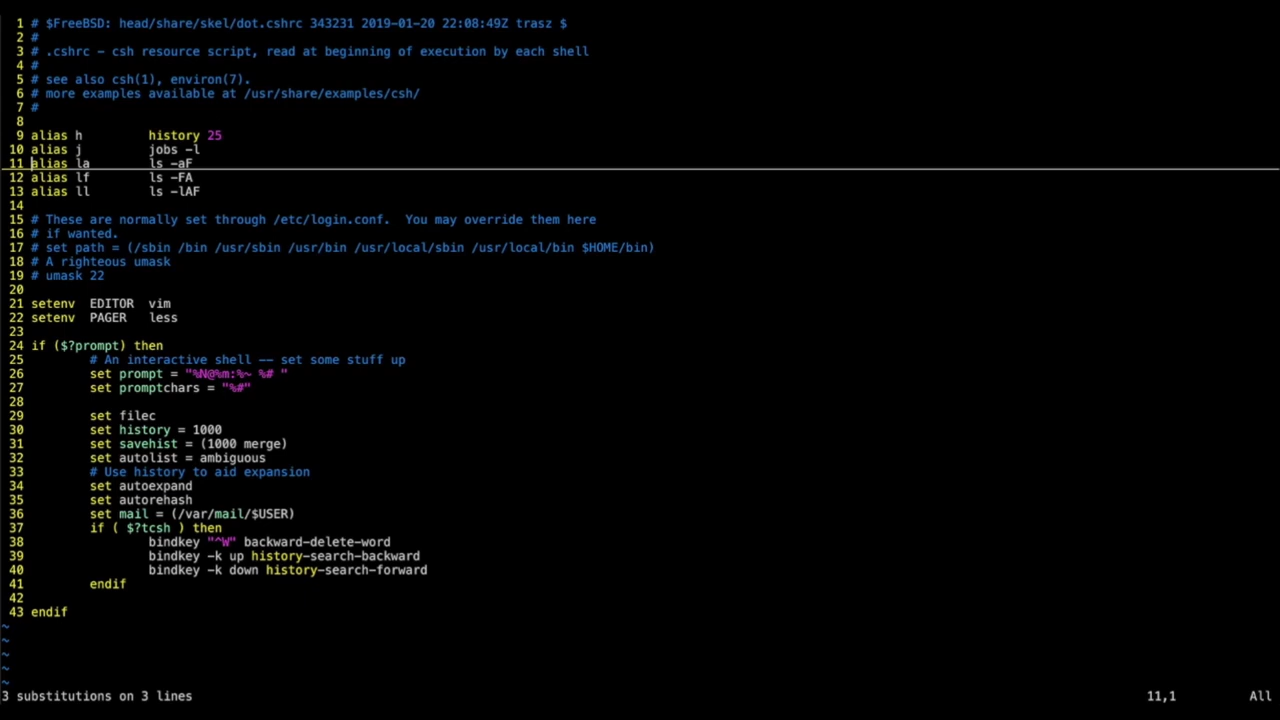 1 # $FreeBSD: head/share/skel/dot.cshrc 343231 2019-01-20 22:08:49Z trasz $
2 #
3 # .cshrc - csh resource script, read at beginning of execution by each shell
4 #
5 # see also csh(1), environ(7).
6 # more examples available at /usr/share/examples/csh/
7 #
8
9 alias h         history 25
10 alias j         jobs -l
11 alias la        ls -aF
12 alias lf        ls -FA
13 alias ll        ls -lAF
14
15 # These are normally set through /etc/login.conf.  You may override them here
16 # if wanted.
17 # set path = (/sbin /bin /usr/sbin /usr/bin /usr/local/sbin /usr/local/bin $HOME/bin)
18 # A righteous umask
19 # umask 22
20
21 setenv  EDITOR  vim
22 setenv  PAGER   less
23
24 if ($?prompt) then
25         # An interactive shell -- set some stuff up
26         set prompt = "%N@%m:%~ %# "
27         set promptchars = "%#"
28
29         set filec
30         set history = 1000
31         set savehist = (1000 merge)
32         set autolist = ambiguous
33         # Use history to aid expansion
34         set autoexpand
35         set autorehash
36         set mail = (/var/mail/$USER)
37         if ( $?tcsh ) then
38                 bindkey "^W" backward-delete-word
39                 bindkey -k up history-search-backward
40                 bindkey -k down history-search-forward
41         endif
42
43 endif
~
~
~
~
~
3 substitutions on 3 lines 11,1 All